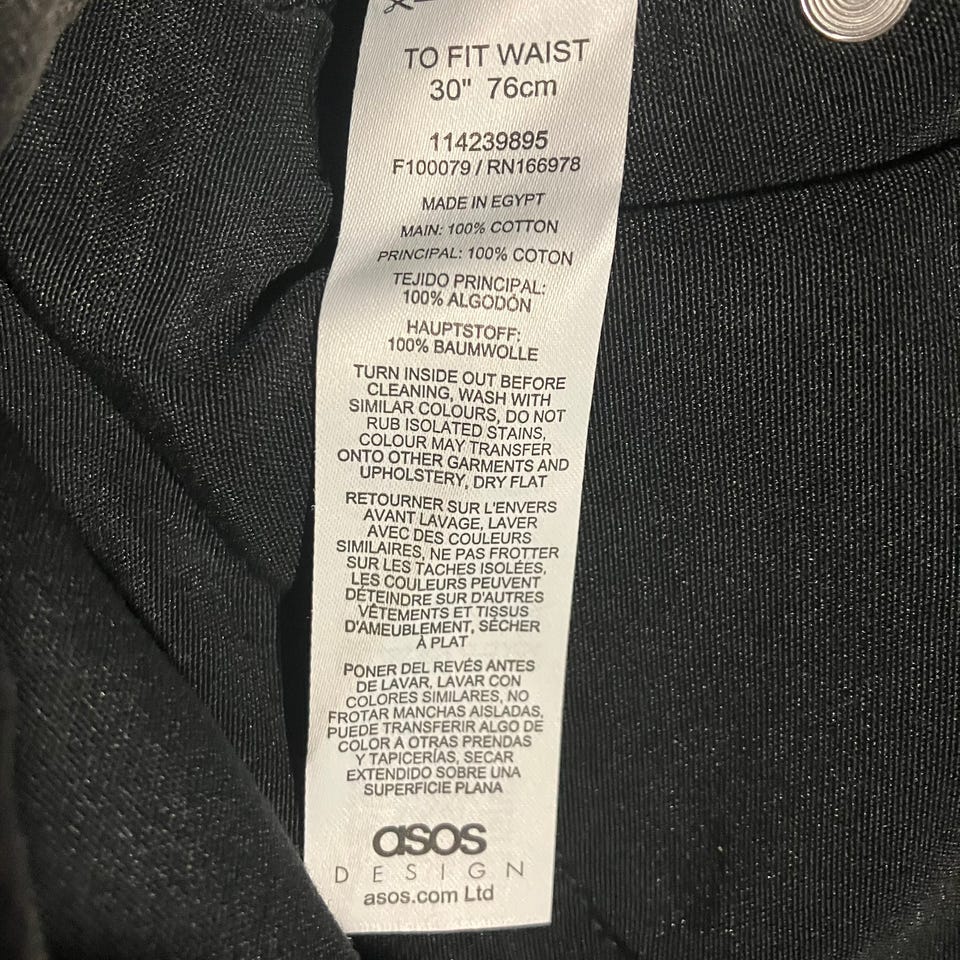 TO FIT WAIST
30" 76cm
114239895
F100079 / RN166978
MADE IN EGYPT
MAIN: 100% COTTON
PRINCIPAL: 100% COTON
TEJIDO PRINCIPAL:
100% ALGODÓN
HAUPTSTOFF:
100% BAUMWOLLE
TURN INSIDE OUT BEFORE
CLEANING, WASH WITH
SIMILAR COLOURS, DO NOT
RUB ISOLATED STAINS,
COLOUR MAY TRANSFER
ONTO OTHER GARMENTS AND
UPHOLSTERY, DRY FLAT
RETOURNER SUR L'ENVERS
AVANT LAVAGE, LAVER
AVEC DES COULEURS
SIMILAIRES, NE PAS FROTTER
SUR LES TACHES ISOLÉES,
LES COULEURS PEUVENT
DÉTEINDRE SUR D'AUTRES
VÊTEMENTS ET TISSUS
D'AMEUBLEMENT, SÉCHER
À PLAT
PONER DEL REVÉS ANTES
DE LAVAR, LAVAR CON
COLORES SIMILARES, NO
FROTAR MANCHAS AISLADAS,
PUEDE TRANSFERIR ALGO DE
COLOR A OTRAS PRENDAS
Y TAPICERÍAS, SECAR
EXTENDIDO SOBRE UNA
SUPERFICIE PLANA
asos
DESIGN
asos.com Ltd